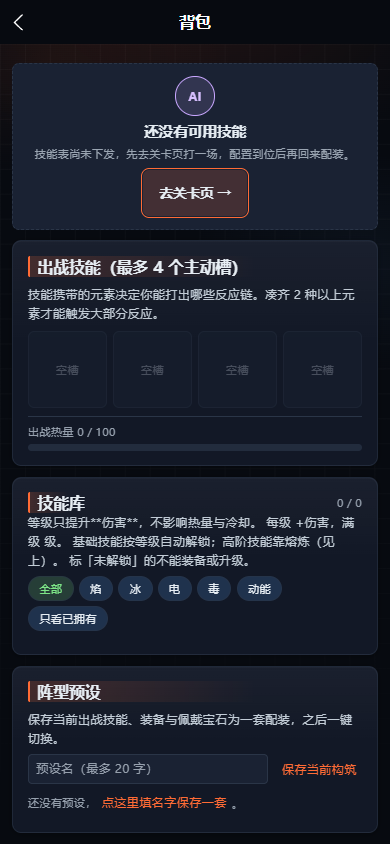 背包
AI
还没有可用技能
技能表尚未下发，先去关卡页打一场，配置到位后再回来配装。
去关卡页 →
出战技能（最多 4 个主动槽）
技能携带的元素决定你能打出哪些反应链。凑齐 2 种以上元
素才能触发大部分反应。
空槽 空槽 空槽 空槽
出战热量 0 / 100
技能库 0 / 0
等级只提升**伤害**，不影响热量与冷却。 每级 +伤害，满
级 级。 基础技能按等级自动解锁；高阶技能靠熔炼（见
上）。 标「未解锁」的不能装备或升级。
全部 焰 冰 电 毒 动能
只看已拥有
阵型预设
保存当前出战技能、装备与佩戴宝石为一套配装，之后一键
切换。
预设名（最多 20 字） 保存当前构筑
还没有预设， 点这里填名字保存一套 。